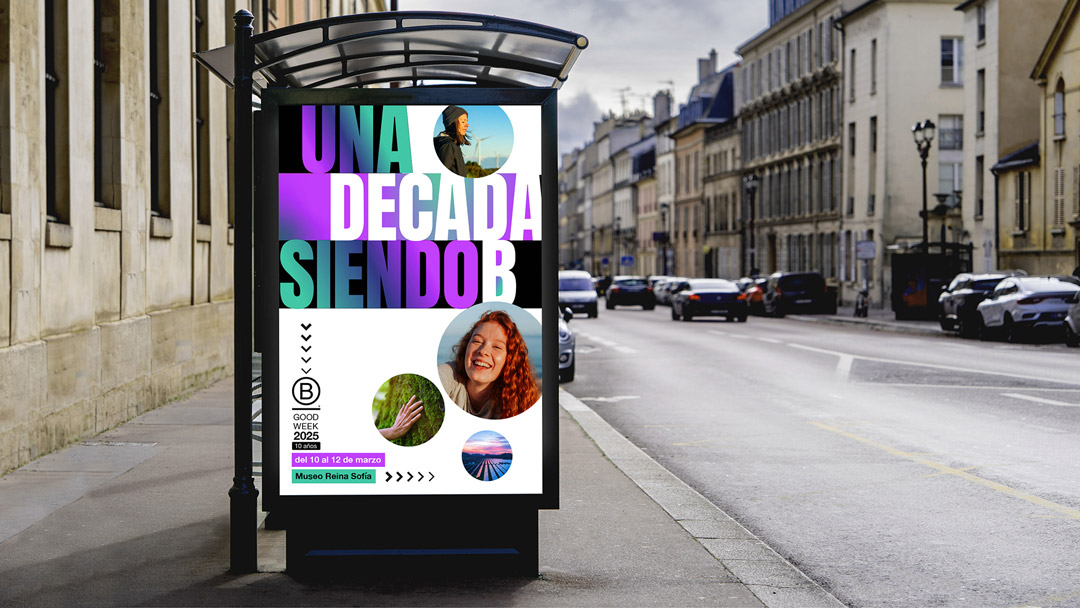 UNA
DECADA
SIENDO B
B
GOOD
WEEK
2025
10 años
del 10 al 12 de marzo
Museo Reina Sofía